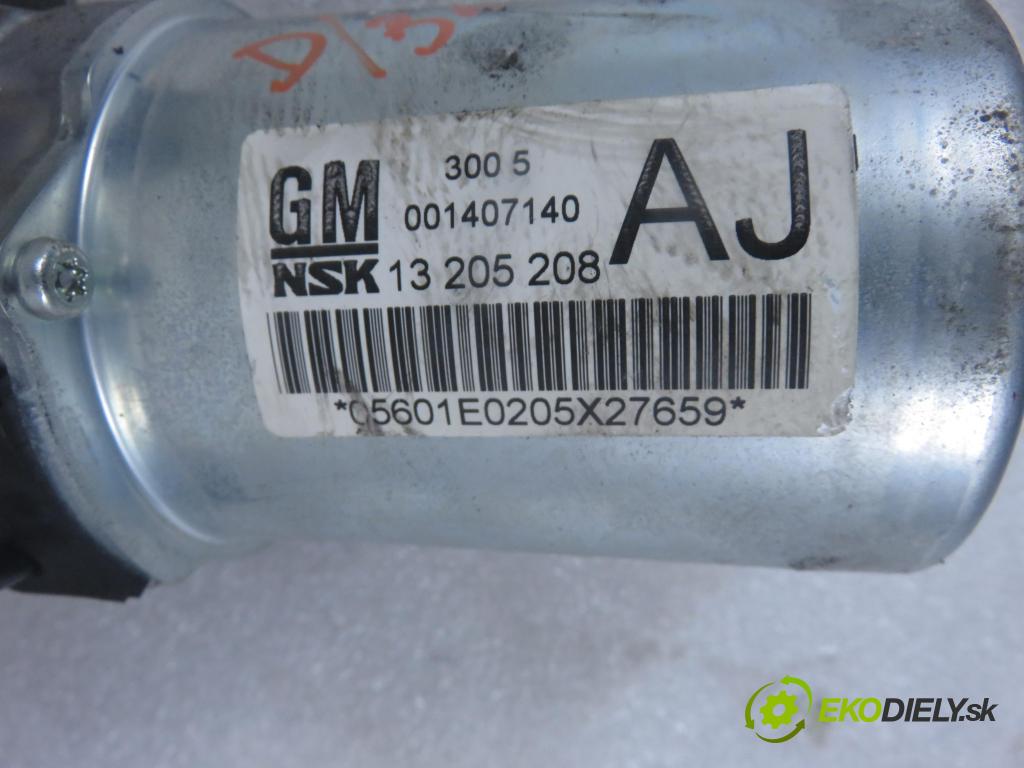 GM
300 5
001407140
AJ
NSK 13 205 208
*05601E0205X27659*
EKODIELY.sk